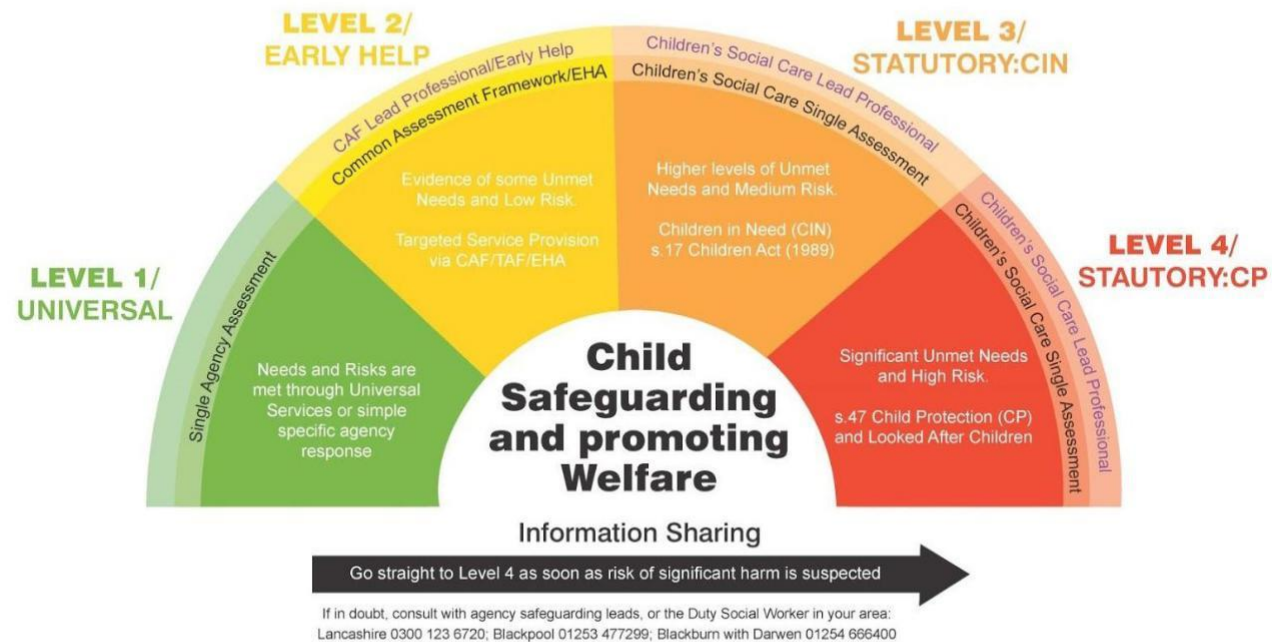 LEVEL 1/
UNIVERSAL
Single Agency Assessment
Needs and Risks are
met through Universal
Services or simple
specific agency
response
LEVEL 2/
EARLY HELP
CAF Lead Professional/Early Help
Common Assessment Framework/EHA
Evidence of some Unmet
Needs and Low Risk.
Targeted Service Provision
via CAF/TAF/EHA
LEVEL 3/
STATUTORY:CIN
Children's Social Care Lead Professional
Children's Social Care Single Assessment
Higher levels of Unmet
Needs and Medium Risk.
Children in Need (CIN)
s.17 Children Act (1989)
LEVEL 4/
STAUTORY:CP
Children's Social Care Lead Professional
Children's Social Care Single Assessment
Significant Unmet Needs
and High Risk.
s.47 Child Protection (CP)
and Looked After Children
Child
Safeguarding
and promoting
Welfare
Information Sharing
Go straight to Level 4 as soon as risk of significant harm is suspected
If in doubt, consult with agency safeguarding leads, or the Duty Social Worker in your area:
Lancashire 0300 123 6720; Blackpool 01253 477299; Blackburn with Darwen 01254 666400